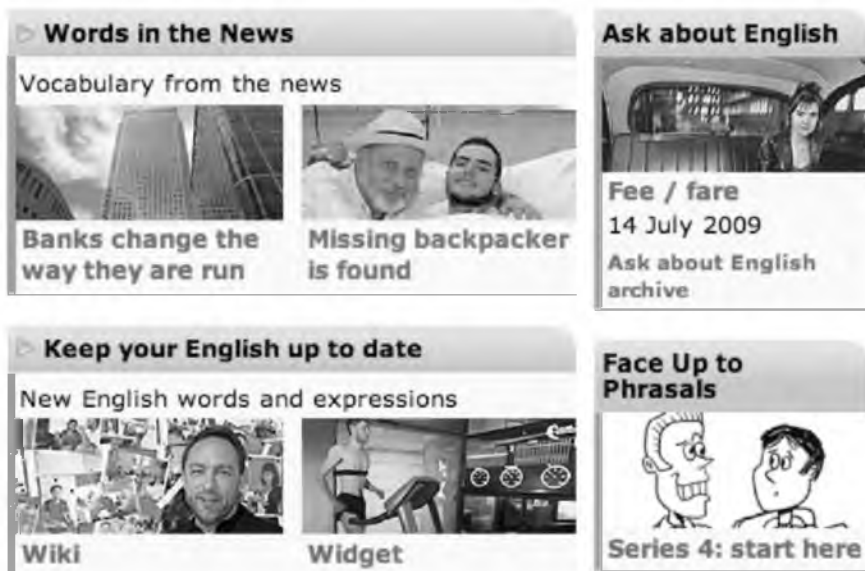 Words in the News
Vocabulary from the news
Banks change the
way they are run
Missing backpacker
is found
Ask about English
Fee / fare
14 July 2009
Ask about English
archive
Keep your English up to date
New English words and expressions
Wiki
Widget
Face Up to
Phrasals
Series 4: start here